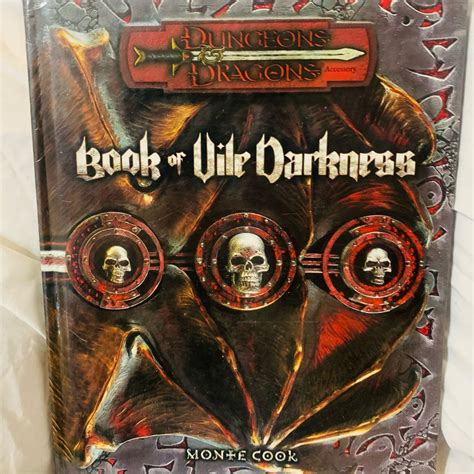 DUNGEONS
& DRAGONS
Accessory
Book of Vile Darkness
MONTE COOK